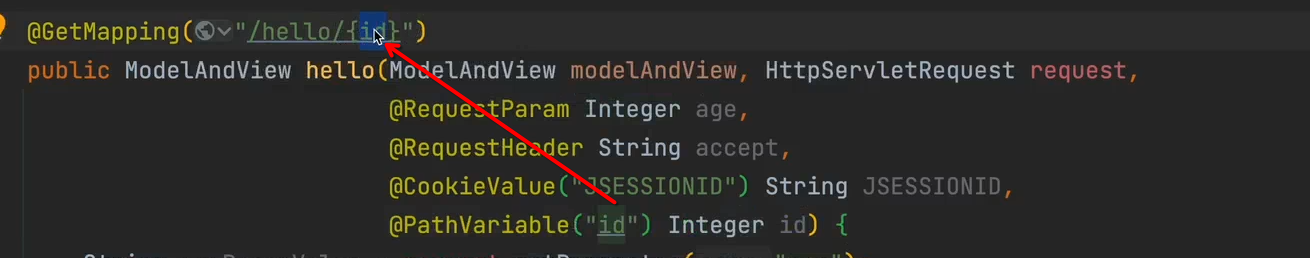 @GetMapping("/hello/{id}")
public ModelAndView hello(ModelAndView modelAndView, HttpServletRequest request,
@RequestParam Integer age,
@RequestHeader String accept,
@CookieValue("JSESSIONID") String JSESSIONID,
@PathVariable("id") Integer id) {